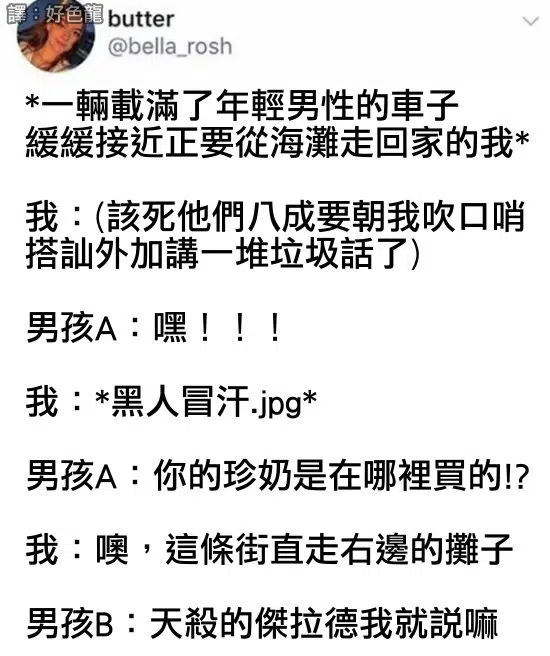 譯：好色龍
butter
@bella_rosh
*一輛載滿了年輕男性的車子
緩緩接近正要從海灘走回家的我*
我：(該死他們八成要朝我吹口哨
搭訕外加講一堆垃圾話了)
男孩A：嘿！！！
我：*黑人冒汗.jpg*
男孩A：你的珍奶是在哪裡買的!?
我：噢，這條街直走右邊的攤子
男孩B：天殺的傑拉德我就說嘛